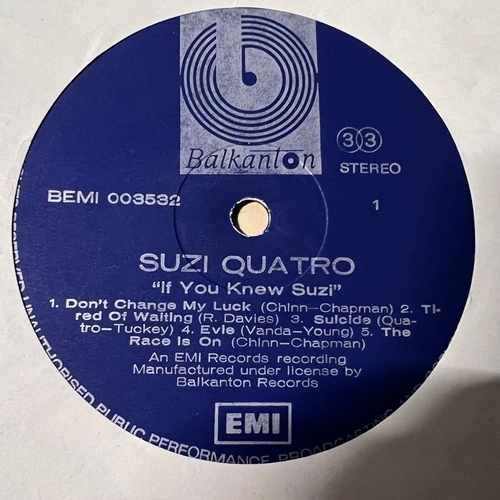 Balkanton
33
STEREO
BEMI 003532
1
SUZI QUATRO
"If You Knew Suzi"
1. Don't Change My Luck (Chinn-Chapman) 2. Ti-
red Of Waiting (R. Davies) 3. Suicide (Qua-
tro-Tuckey) 4. Evie (Vanda-Young) 5. The
Race Is On (Chinn-Chapman)
An EMI Records recording
Manufactured under license by
Balkanton Records
EMI
UNAUTHORISED PUBLIC PERFORMANCE, BROADCASTING